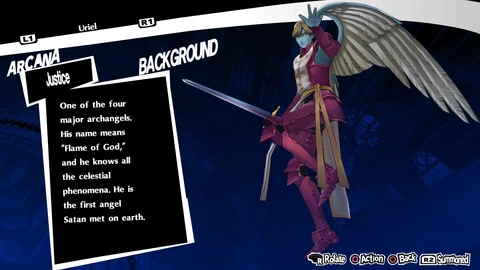 L1
Uriel
R1
ARCANA
Justice
BACKGROUND
One of the four
major archangels.
His name means
"Flame of God,"
and he knows all
the celestial
phenomena. He is
the first angel
Satan met on earth.
R Rotate Action Back R2 Summoned